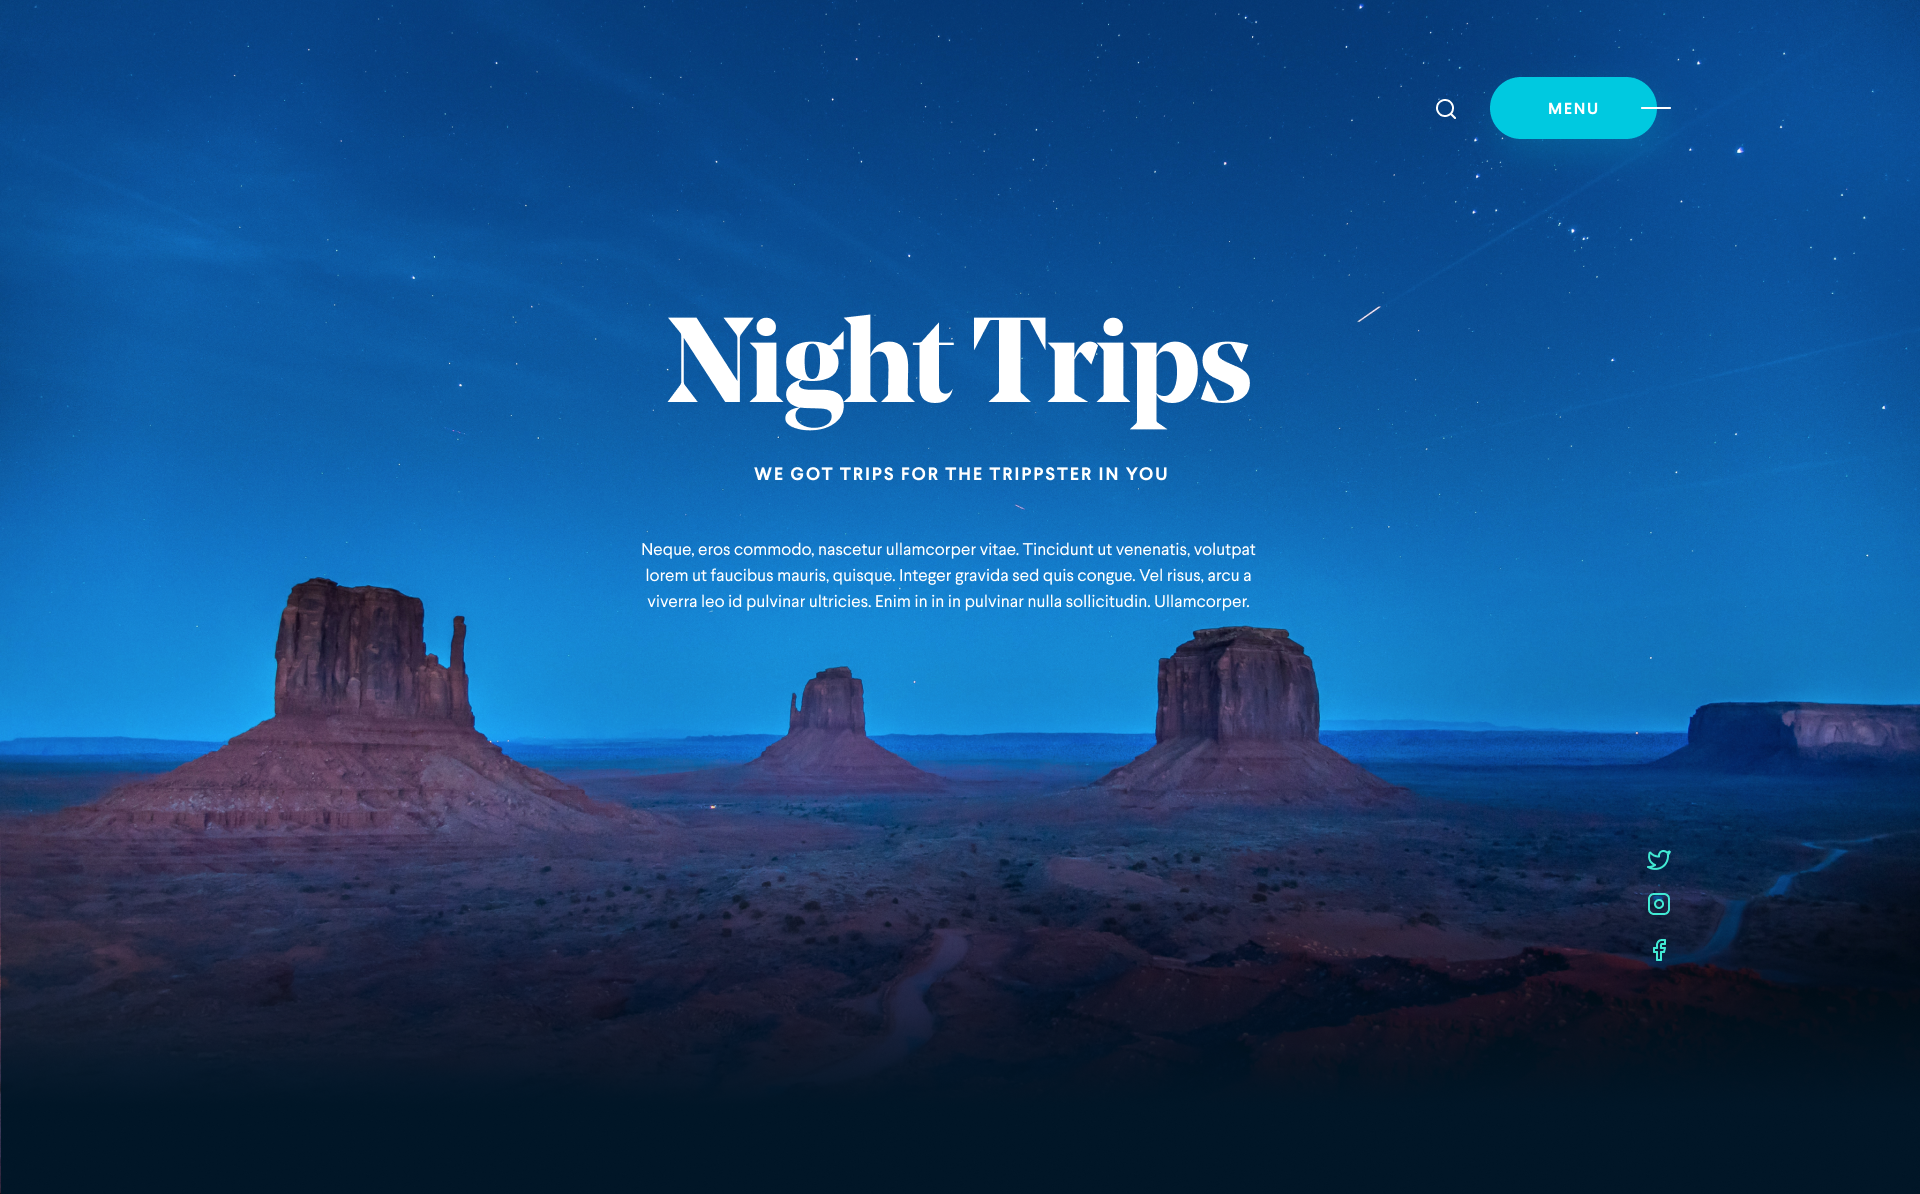 MENU
Night Trips
WE GOT TRIPS FOR THE TRIPPSTER IN YOU
Neque, eros commodo, nascetur ullamcorper vitae. Tincidunt ut venenatis, volutpat
lorem ut faucibus mauris, quisque. Integer gravida sed quis congue. Vel risus, arcu a
viverra leo id pulvinar ultricies. Enim in in in pulvinar nulla sollicitudin. Ullamcorper.